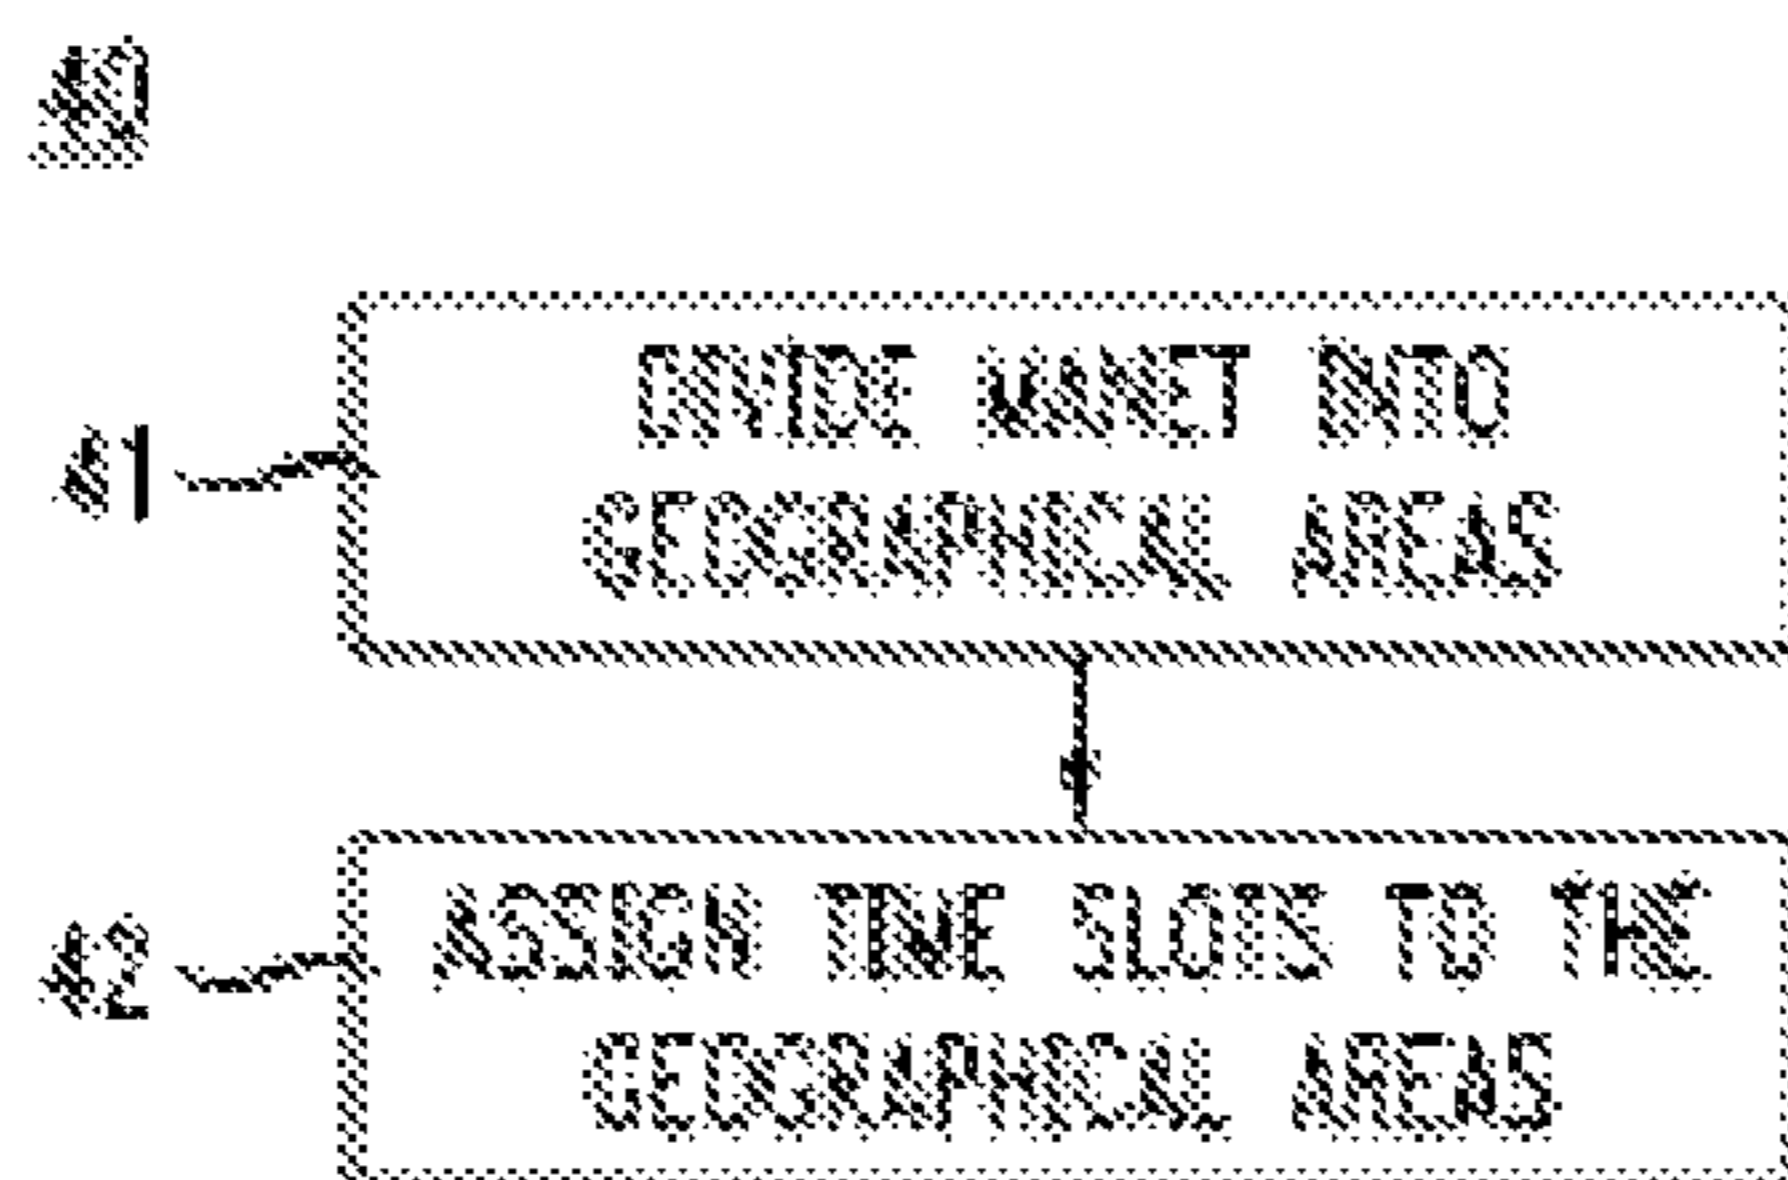 40
41
DIVIDE MANET INTO
GEOGRAPHICAL AREAS
42
ASSIGN TIME SLOTS TO THE
GEOGRAPHICAL AREAS